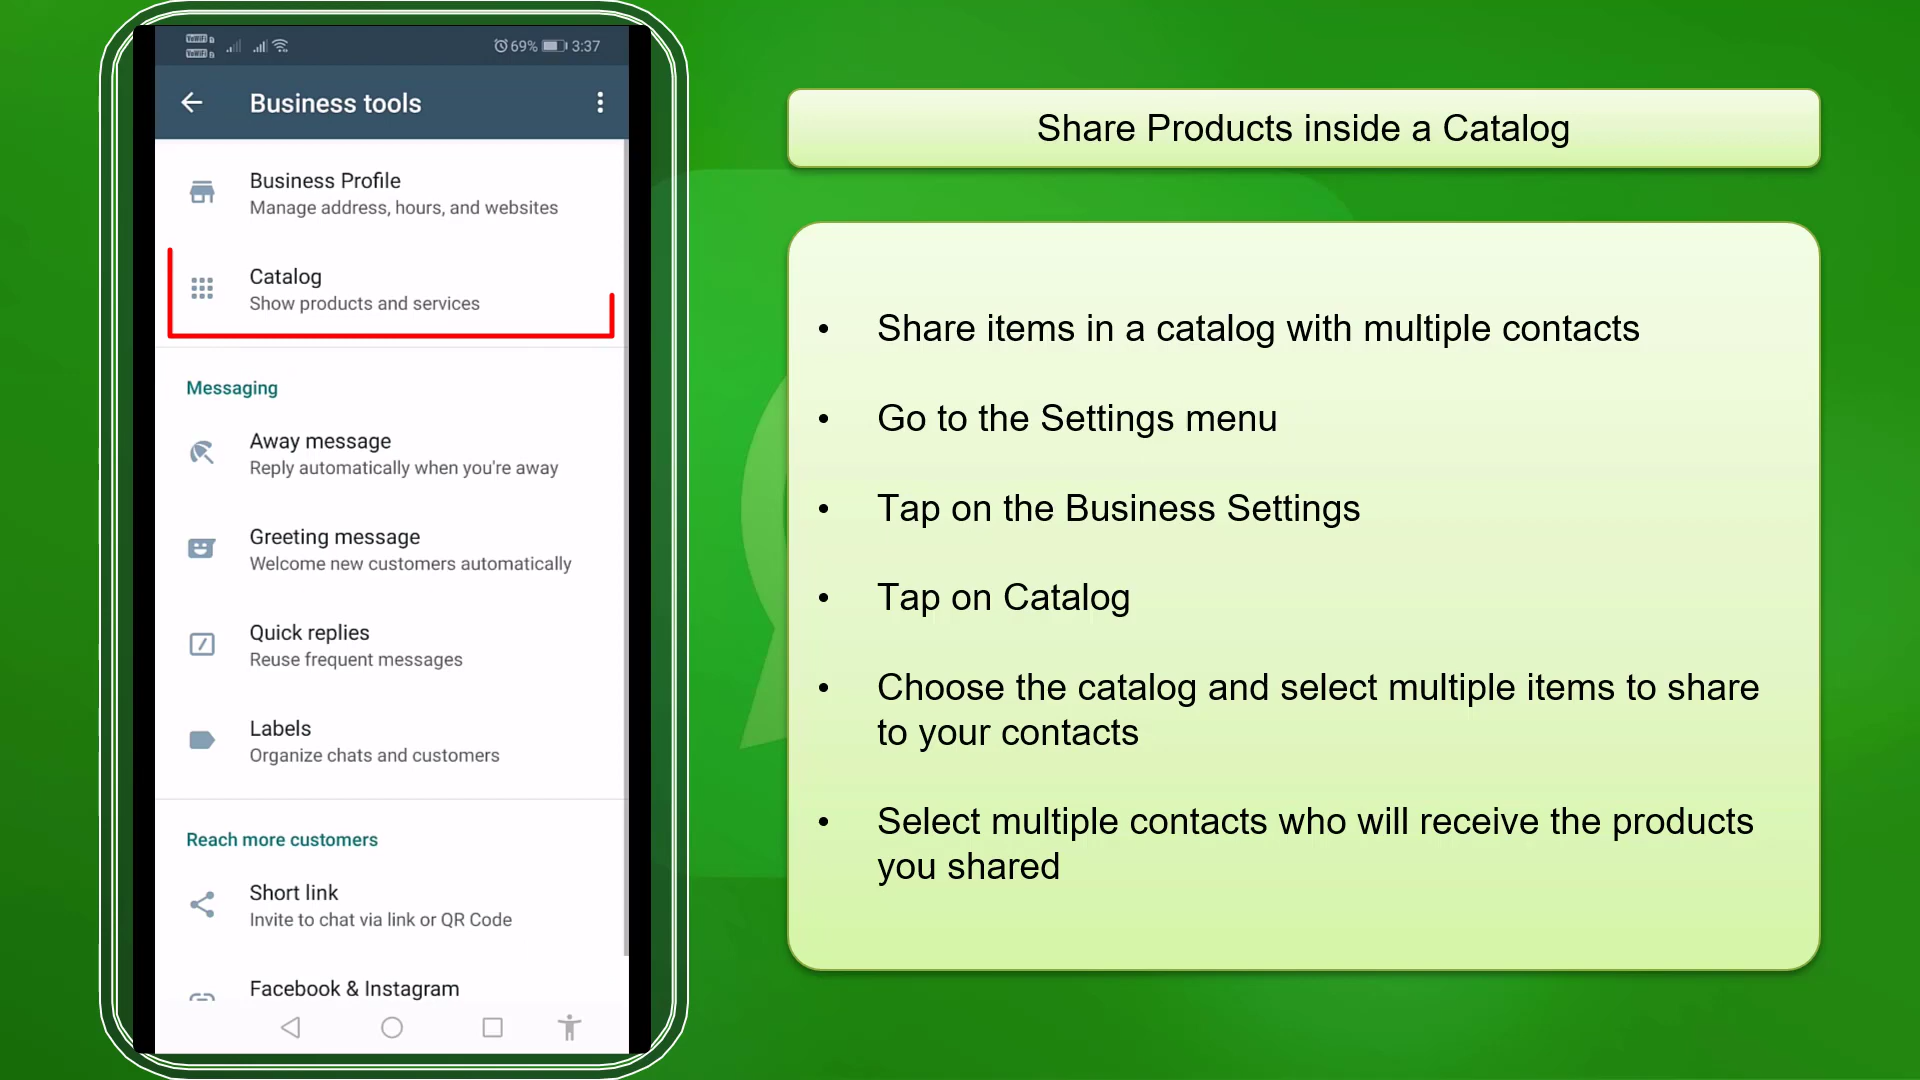 69% 3:37
Business tools
Business Profile
Manage address, hours, and websites
Catalog
Show products and services
Messaging
Away message
Reply automatically when you're away
Greeting message
Welcome new customers automatically
Quick replies
Reuse frequent messages
Labels
Organize chats and customers
Reach more customers
Short link
Invite to chat via link or QR Code
Facebook & Instagram
Share Products inside a Catalog
• Share items in a catalog with multiple contacts
• Go to the Settings menu
• Tap on the Business Settings
• Tap on Catalog
• Choose the catalog and select multiple items to share
to your contacts
• Select multiple contacts who will receive the products
you shared